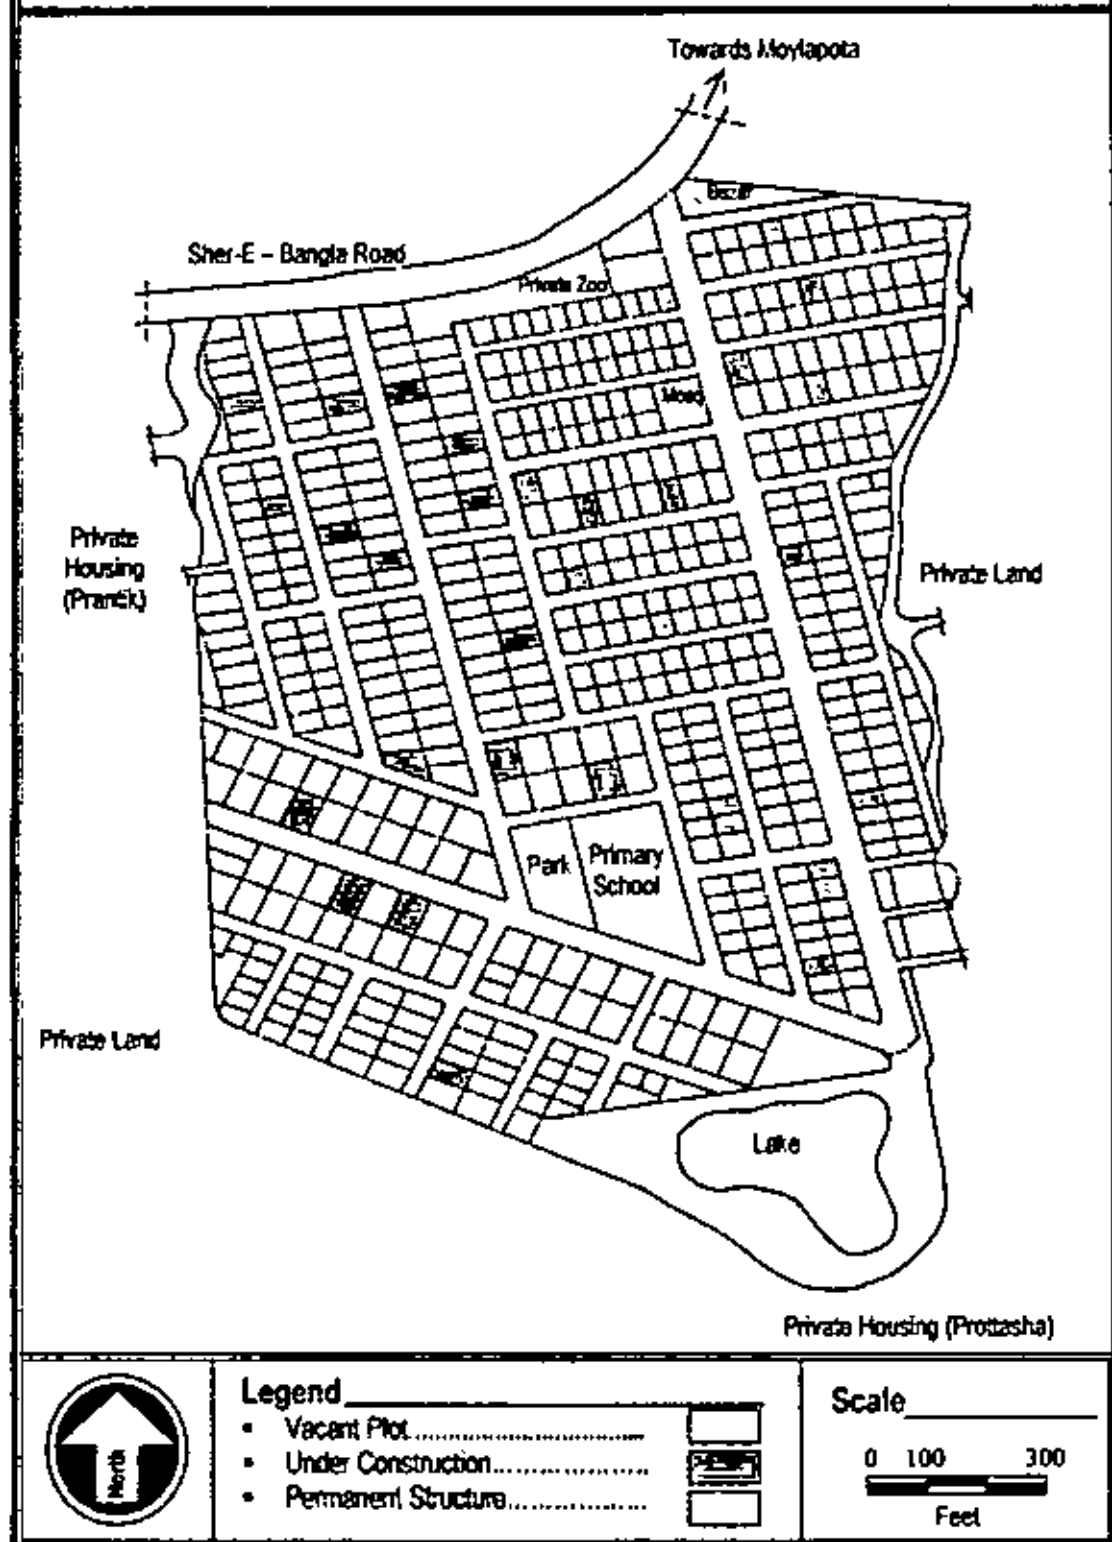 Towards Moylapota
Bazar
Sher-E – Bangla Road
Private Zoo
Mosq
Private
Housing
(Prantik)
Private Land
Park
Primary
School
Private Land
Lake
Private Housing (Prottasha)
North
Legend
• Vacant Plot
• Under Construction
• Permanent Structure
Scale
0 100 300
Feet